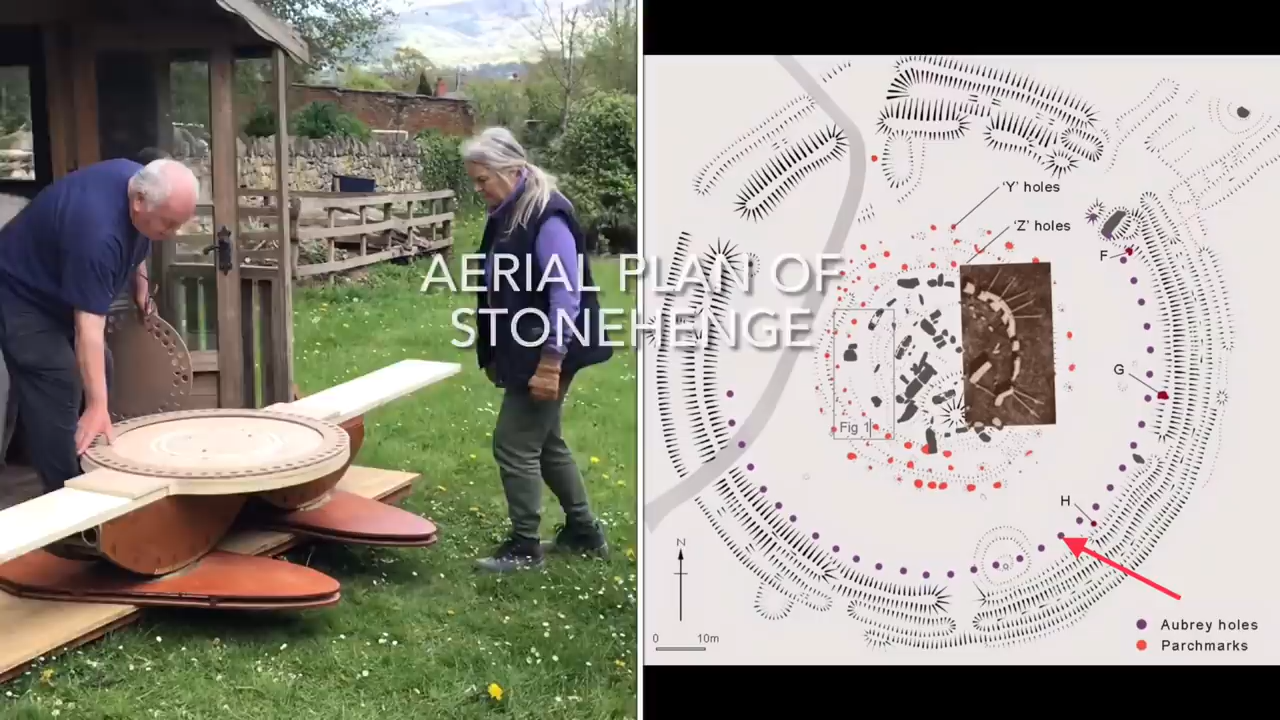 AERIAL PLAN OF
STONEHENGE
'Y' holes
'Z' holes
F
G
Fig 1
H
N
0 10m
Aubrey holes
Parchmarks